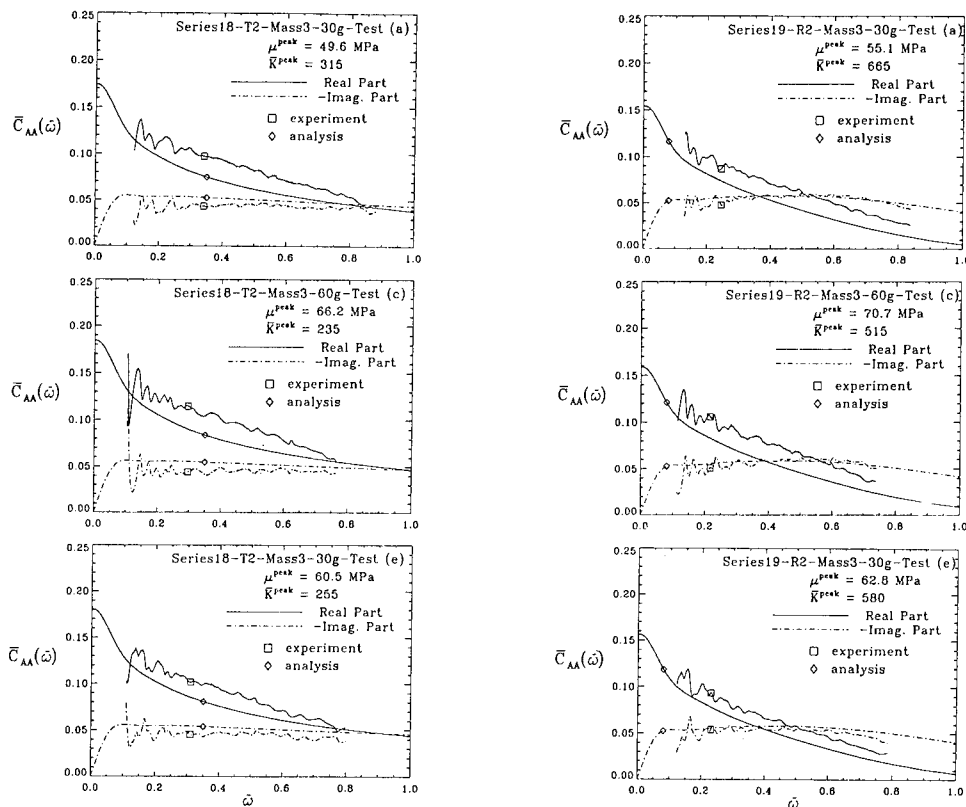 Series18-T2-Mass3-30g-Test (a)
μ^peak = 49.6 MPa
K̄^peak = 315
Real Part
-Imag. Part
experiment
analysis
C̄_AA(ω̄)
0.25
0.20
0.15
0.10
0.05
0.00
0.0 0.2 0.4 0.6 0.8 1.0
Series19-R2-Mass3-30g-Test (a)
μ^peak = 55.1 MPa
K̄^peak = 665
Real Part
-Imag. Part
experiment
analysis
C̄_AA(ω̄)
0.25
0.20
0.15
0.10
0.05
0.00
0.0 0.2 0.4 0.6 0.8 1.0
Series18-T2-Mass3-60g-Test (c)
μ^peak = 66.2 MPa
K̄^peak = 235
Real Part
-Imag. Part
experiment
analysis
C̄_AA(ω̄)
0.25
0.20
0.15
0.10
0.05
0.00
0.0 0.2 0.4 0.6 0.8 1.0
Series19-R2-Mass3-60g-Test (c)
μ^peak = 70.7 MPa
K̄^peak = 515
Real Part
-Imag. Part
experiment
analysis
C̄_AA(ω̄)
0.25
0.20
0.15
0.10
0.05
0.00
0.0 0.2 0.4 0.6 0.8 1.0
Series18-T2-Mass3-30g-Test (e)
μ^peak = 60.5 MPa
K̄^peak = 255
Real Part
-Imag. Part
experiment
analysis
C̄_AA(ω̄)
0.25
0.20
0.15
0.10
0.05
0.00
0.0 0.2 0.4 0.6 0.8 1.0
ω̄
Series19-R2-Mass3-30g-Test (e)
μ^peak = 62.8 MPa
K̄^peak = 580
Real Part
-Imag. Part
experiment
analysis
C̄_AA(ω̄)
0.25
0.20
0.15
0.10
0.05
0.00
0.0 0.2 0.4 0.6 0.8 1.0
ω̄